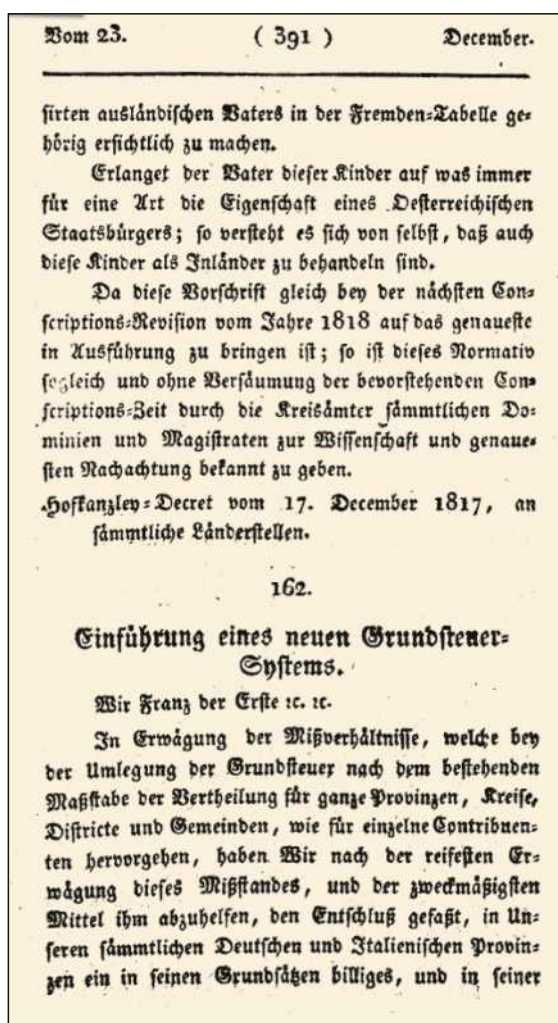 Vom 23. ( 391 ) December.
sirten ausländischen Vaters in der Fremden-Tabelle ge-
hörig ersichtlich zu machen.
Erlanget der Vater dieser Kinder auf was immer
für eine Art die Eigenschaft eines Oesterreichischen
Staatsbürgers; so versteht es sich von selbst, daß auch
diese Kinder als Inländer zu behandeln sind.
Da diese Vorschrift gleich bey der nächsten Con-
scriptions-Revision vom Jahre 1818 auf das genaueste
in Ausführung zu bringen ist; so ist dieses Normativ
sogleich und ohne Versäumung der bevorstehenden Con-
scriptions-Zeit durch die Kreisämter sämmtlichen Do-
minien und Magistraten zur Wissenschaft und genaue-
sten Nachachtung bekannt zu geben.
Hofkanzley-Decret vom 17. December 1817, an
sämmtliche Länderstellen.
162.
Einführung eines neuen Grundsteuer-
Systems.
Wir Franz der Erste ꝛc. ꝛc.
In Erwägung der Mißverhältnisse, welche bey
der Umlegung der Grundsteuer nach dem bestehenden
Maßstabe der Vertheilung für ganze Provinzen, Kreise,
Districte und Gemeinden, wie für einzelne Contribuen-
ten hervorgehen, haben Wir nach der reifesten Er-
wägung dieses Mißstandes, und der zweckmäßigsten
Mittel ihm abzuhelfen, den Entschluß gefaßt, in Un-
seren sämmtlichen Deutschen und Italienischen Provin-
zen ein in seinen Grundsätzen billiges, und in seiner